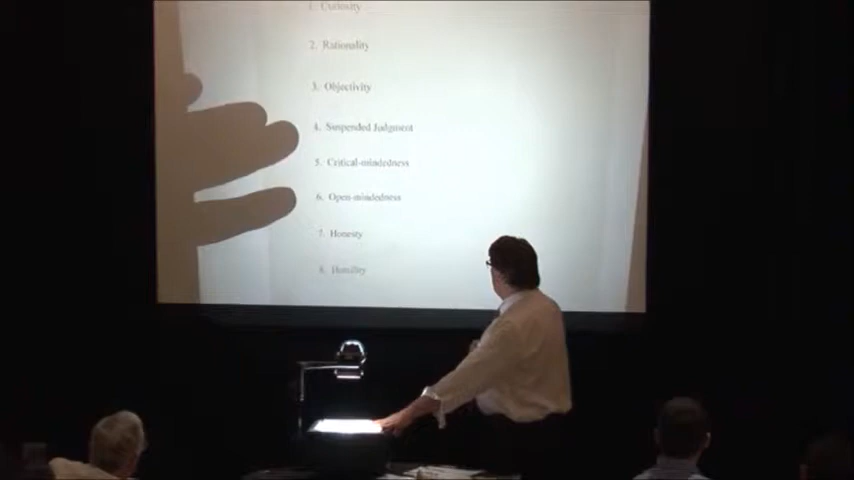 1. Curiosity
2. Rationality
3. Objectivity
4. Suspended Judgment
5. Critical-mindedness
6. Open-mindedness
7. Honesty
8. Humility